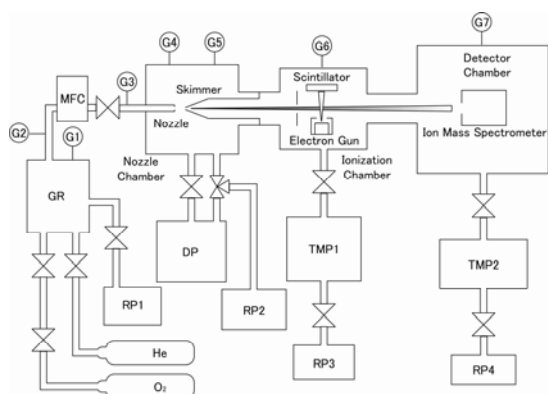 G7
G6
G4
G5
Detector
Chamber
Scintillator
G3
Skimmer
MFC
Ion Mass Spectrometer
Nozzle
G2
G1
Electron Gun
Nozzle
Chamber
Ionization
Chamber
GR
DP
TMP1
TMP2
RP1
RP2
He
RP3
RP4
O₂